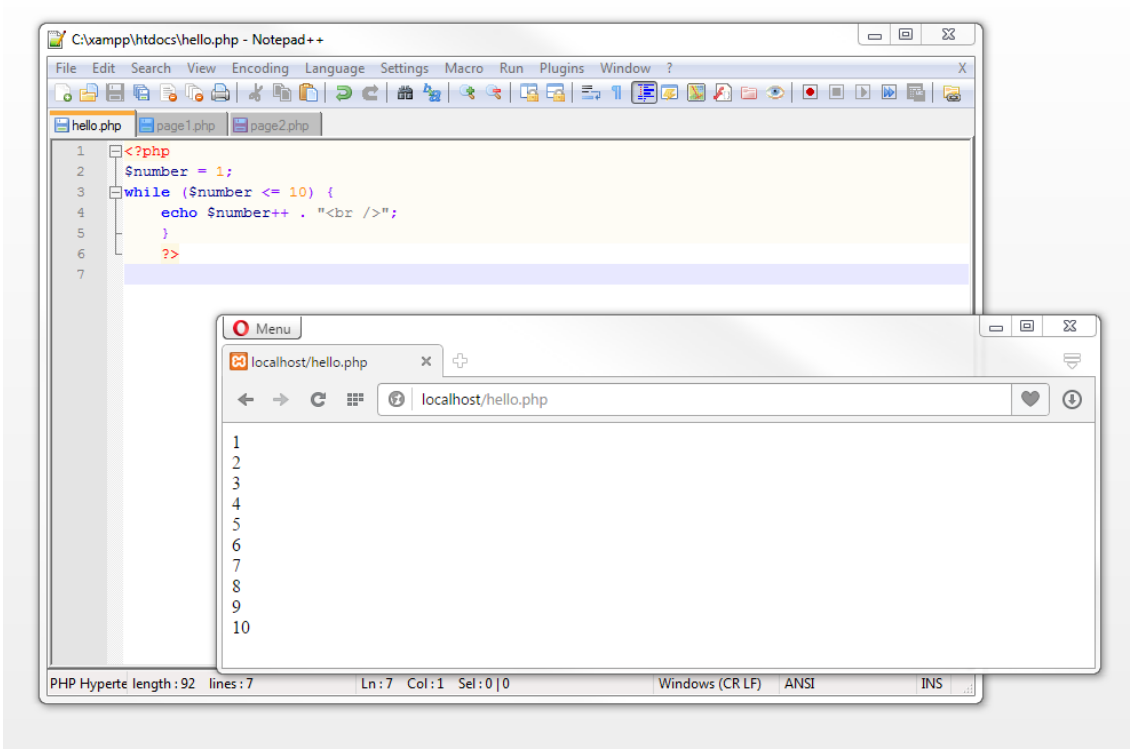 C:\xampp\htdocs\hello.php - Notepad++
File Edit Search View Encoding Language Settings Macro Run Plugins Window ? X
hello.php page1.php page2.php
1 <?php
2 $number = 1;
3 while ($number <= 10) {
4 echo $number++ . "<br />";
5 }
6 ?>
7
Menu
localhost/hello.php
localhost/hello.php
1
2
3
4
5
6
7
8
9
10
PHP Hyperte length : 92 lines : 7 Ln : 7 Col : 1 Sel : 0 | 0 Windows (CR LF) ANSI INS